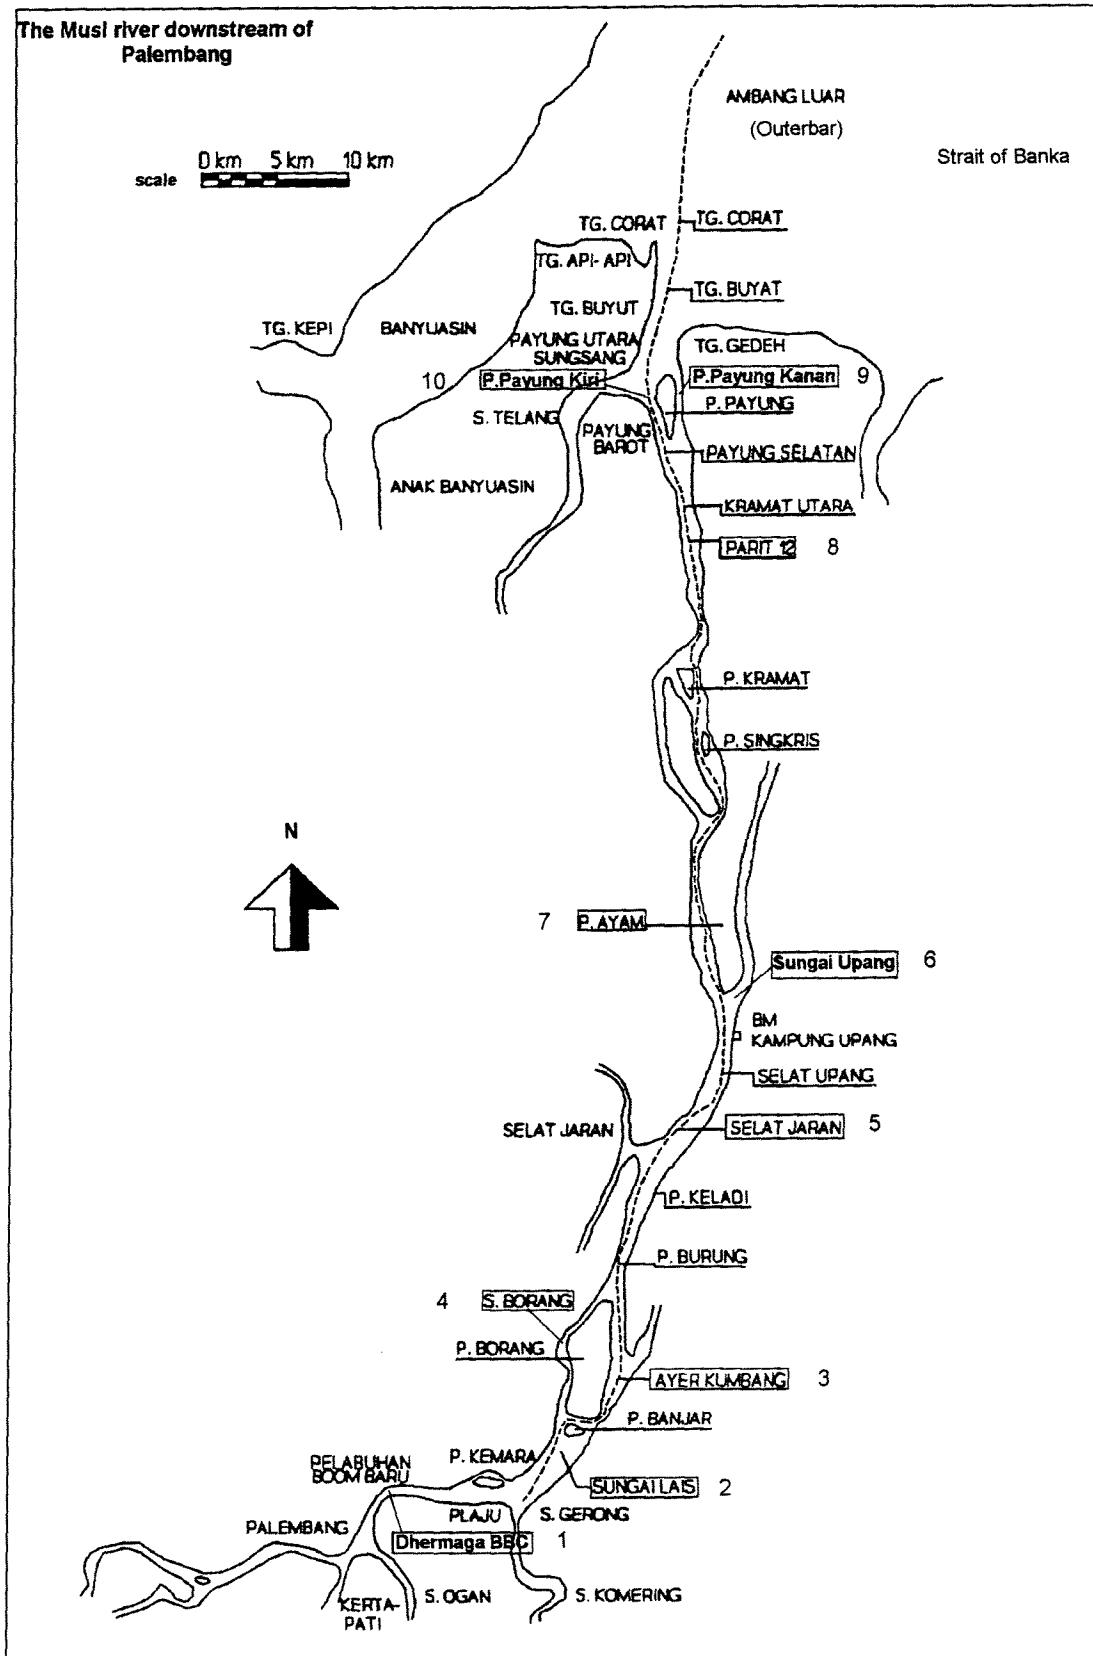 The Musi river downstream of
Palembang
AMBANG LUAR
(Outerbar)
Strait of Banka
0 km 5 km 10 km
scale
TG. CORAT
TG. CORAT
TG. API-API
TG. BUYAT
TG. BUYUT
TG. KEPI
BANYUASIN
PAYUNG UTARA
SUNGSANG
TG. GEDEH
10
P.Payung Kiri
P.Payung Kanan
9
P. PAYUNG
S. TELANG
PAYUNG
BAROT
PAYUNG SELATAN
ANAK BANYUASIN
KRAMAT UTARA
PARIT 12
8
P. KRAMAT
P. SINGKRIS
N
7
P. AYAM
Sungai Upang
6
BM
KAMPUNG UPANG
SELAT UPANG
SELAT JARAN
SELAT JARAN
5
P. KELADI
P. BURUNG
4
S. BORANG
P. BORANG
AYER KUMBANG
3
P. BANJAR
P. KEMARA
PELABUHAN
BOOM BARU
SUNGAI LAIS
2
PLAJU
S. GERONG
PALEMBANG
Dhermaga BBC
1
S. OGAN
S. KOMERING
KERTA-
PATI